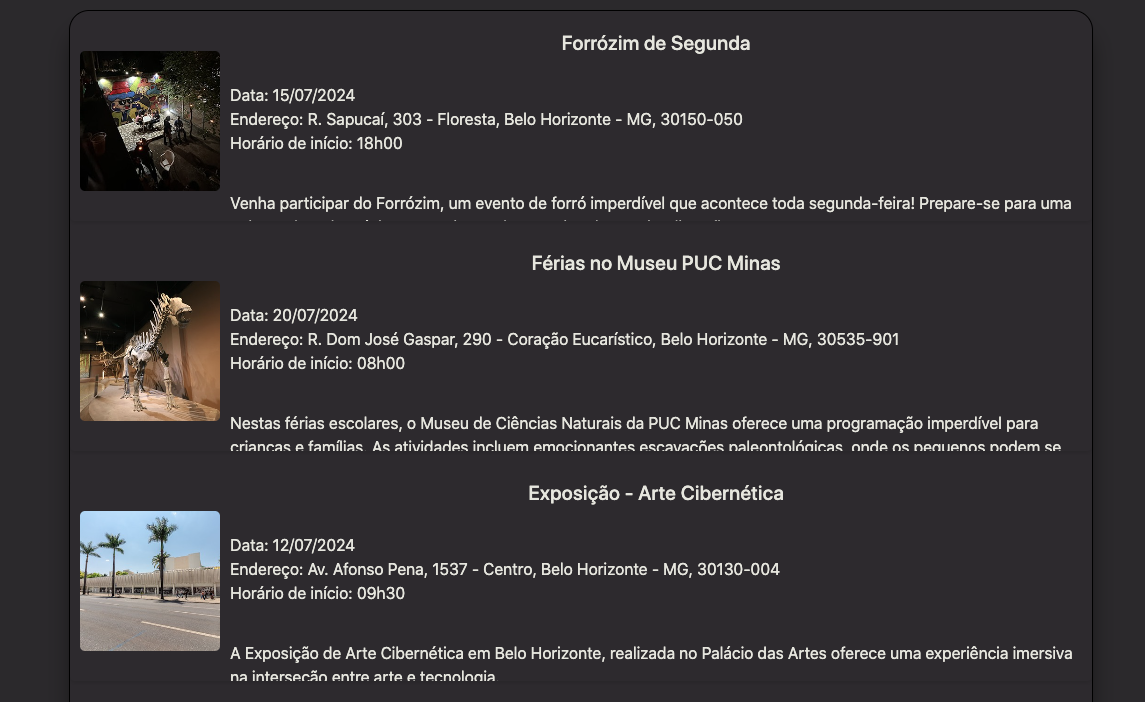 Forrózim de Segunda
Data: 15/07/2024
Endereço: R. Sapucaí, 303 - Floresta, Belo Horizonte - MG, 30150-050
Horário de início: 18h00
Venha participar do Forrózim, um evento de forró imperdível que acontece toda segunda-feira! Prepare-se para uma
Férias no Museu PUC Minas
Data: 20/07/2024
Endereço: R. Dom José Gaspar, 290 - Coração Eucarístico, Belo Horizonte - MG, 30535-901
Horário de início: 08h00
Nestas férias escolares, o Museu de Ciências Naturais da PUC Minas oferece uma programação imperdível para
crianças e famílias. As atividades incluem emocionantes escavações paleontológicas, onde os pequenos podem se
Exposição - Arte Cibernética
Data: 12/07/2024
Endereço: Av. Afonso Pena, 1537 - Centro, Belo Horizonte - MG, 30130-004
Horário de início: 09h30
A Exposição de Arte Cibernética em Belo Horizonte, realizada no Palácio das Artes oferece uma experiência imersiva
na interseção entre arte e tecnologia.